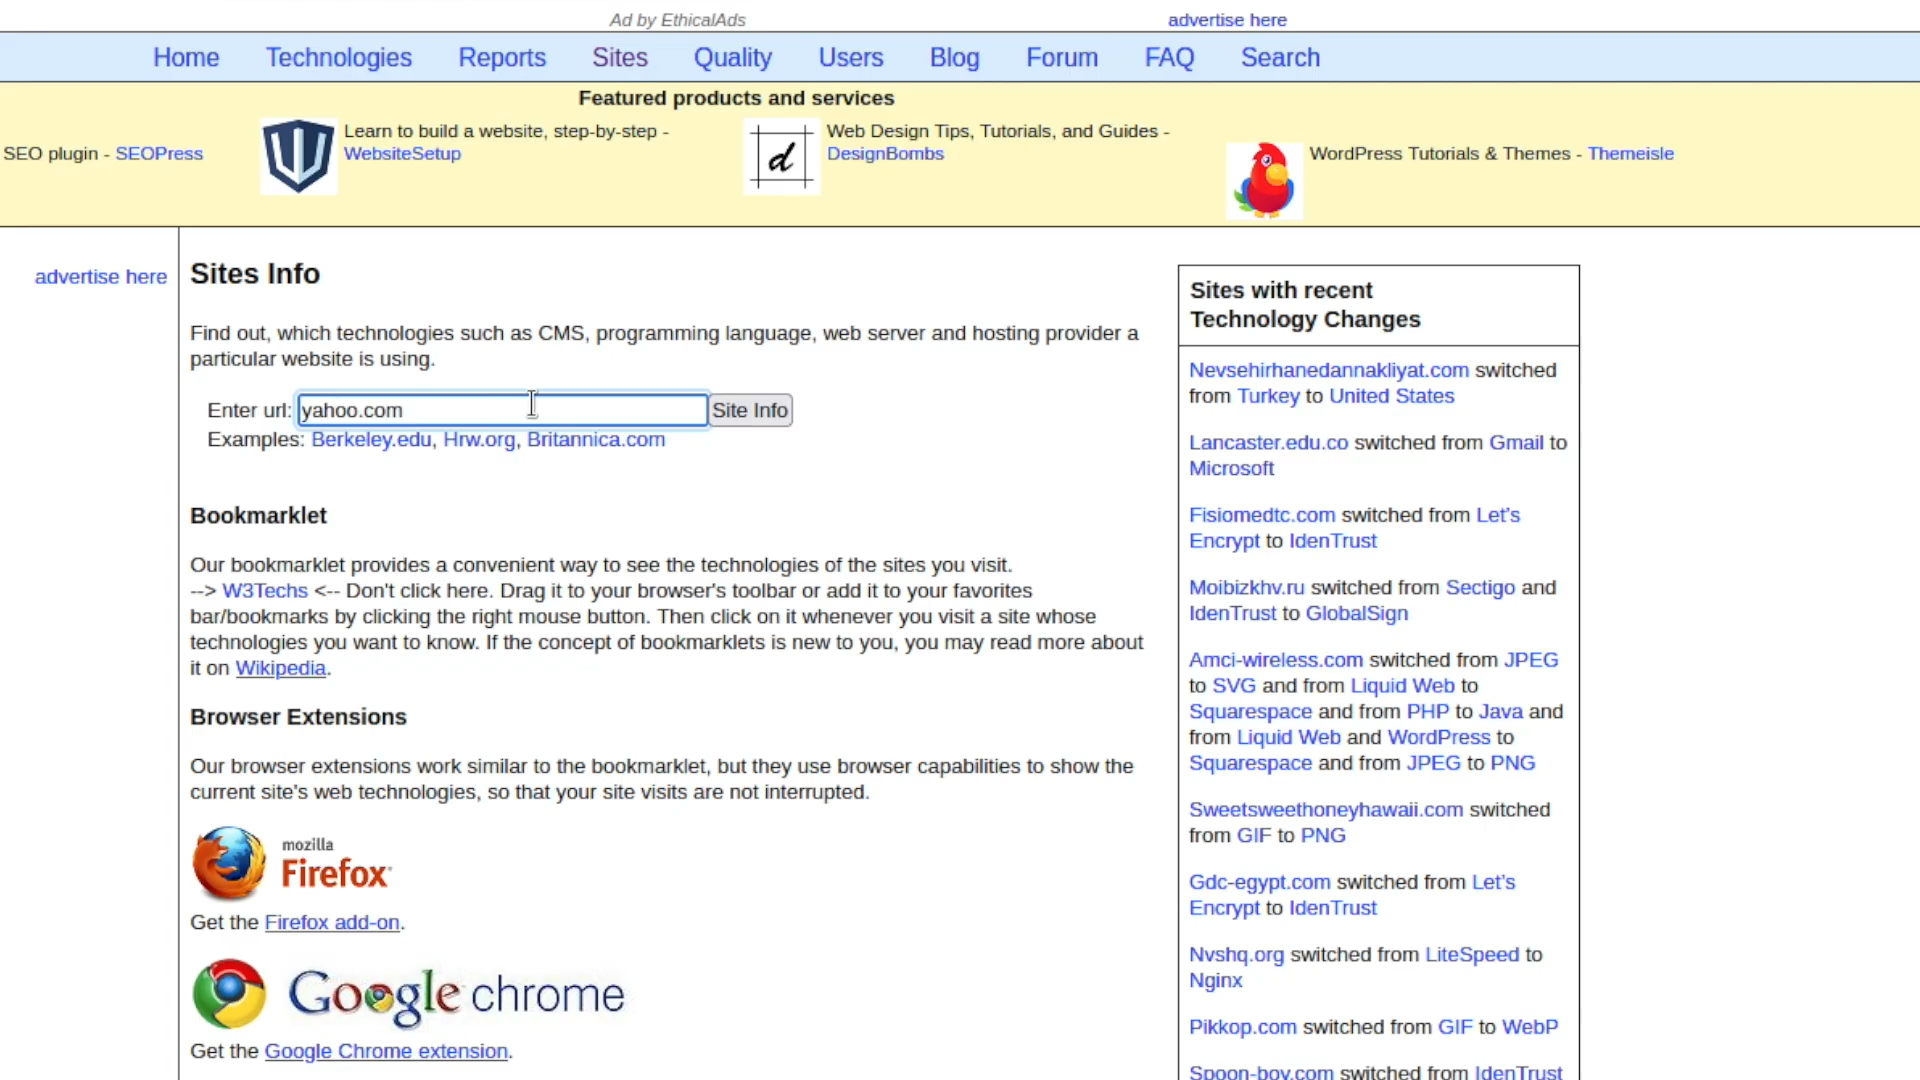 Ad by EthicalAds
advertise here
Home Technologies Reports Sites Quality Users Blog Forum FAQ Search
Featured products and services
SEO plugin - SEOPress
Learn to build a website, step-by-step -
WebsiteSetup
d
Web Design Tips, Tutorials, and Guides -
DesignBombs
WordPress Tutorials & Themes - Themeisle
advertise here
Sites Info
Find out, which technologies such as CMS, programming language, web server and hosting provider a
particular website is using.
Enter url: yahoo.com Site Info
Examples: Berkeley.edu, Hrw.org, Britannica.com
Bookmarklet
Our bookmarklet provides a convenient way to see the technologies of the sites you visit.
--> W3Techs <-- Don't click here. Drag it to your browser's toolbar or add it to your favorites
bar/bookmarks by clicking the right mouse button. Then click on it whenever you visit a site whose
technologies you want to know. If the concept of bookmarklets is new to you, you may read more about
it on Wikipedia.
Browser Extensions
Our browser extensions work similar to the bookmarklet, but they use browser capabilities to show the
current site's web technologies, so that your site visits are not interrupted.
mozilla
Firefox
Get the Firefox add-on.
Google chrome
Get the Google Chrome extension.
Sites with recent
Technology Changes
Nevsehirhanedannakliyat.com switched
from Turkey to United States
Lancaster.edu.co switched from Gmail to
Microsoft
Fisiomedtc.com switched from Let's
Encrypt to IdenTrust
Moibizkhv.ru switched from Sectigo and
IdenTrust to GlobalSign
Amci-wireless.com switched from JPEG
to SVG and from Liquid Web to
Squarespace and from PHP to Java and
from Liquid Web and WordPress to
Squarespace and from JPEG to PNG
Sweetsweethoneyhawaii.com switched
from GIF to PNG
Gdc-egypt.com switched from Let's
Encrypt to IdenTrust
Nvshq.org switched from LiteSpeed to
Nginx
Pikkop.com switched from GIF to WebP
Spoon-boy.com switched from IdenTrust